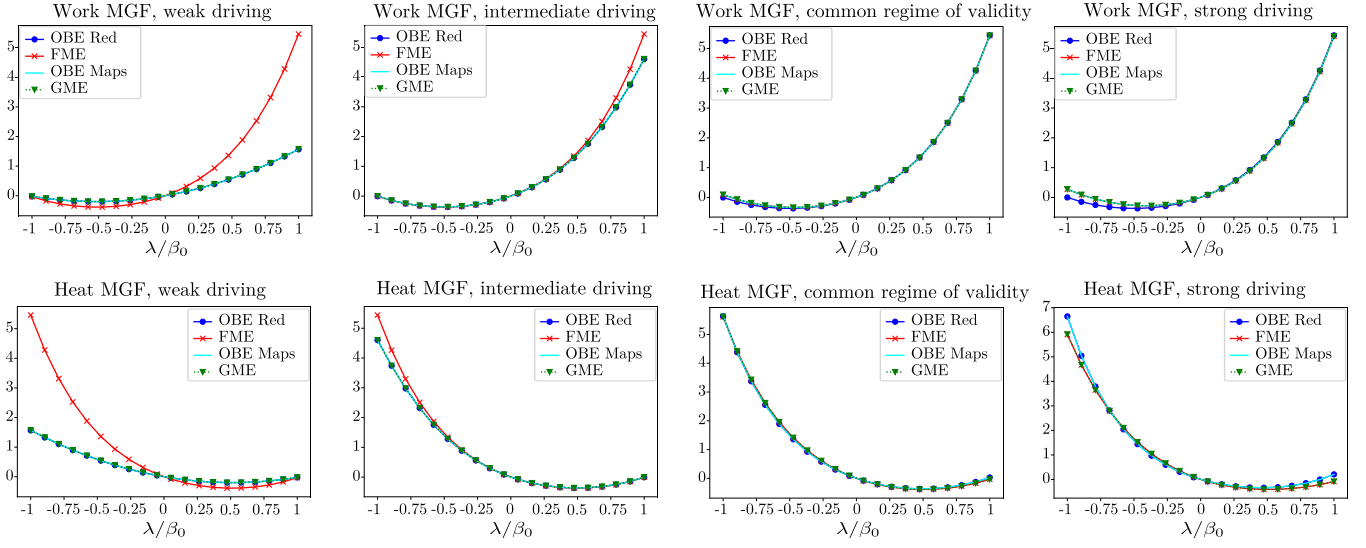 Work MGF, weak driving
5
4
3
2
1
0
OBE Red
FME
OBE Maps
GME
-1 -0.75 -0.5 -0.25 0 0.25 0.5 0.75 1
λ/β₀
Work MGF, intermediate driving
5
4
3
2
1
0
OBE Red
FME
OBE Maps
GME
-1 -0.75 -0.5 -0.25 0 0.25 0.5 0.75 1
λ/β₀
Work MGF, common regime of validity
5
4
3
2
1
0
OBE Red
FME
OBE Maps
GME
-1 -0.75 -0.5 -0.25 0 0.25 0.5 0.75 1
λ/β₀
Work MGF, strong driving
5
4
3
2
1
0
OBE Red
FME
OBE Maps
GME
-1 -0.75 -0.5 -0.25 0 0.25 0.5 0.75 1
λ/β₀
Heat MGF, weak driving
5
4
3
2
1
0
OBE Red
FME
OBE Maps
GME
-1 -0.75 -0.5 -0.25 0 0.25 0.5 0.75 1
λ/β₀
Heat MGF, intermediate driving
5
4
3
2
1
0
OBE Red
FME
OBE Maps
GME
-1 -0.75 -0.5 -0.25 0 0.25 0.5 0.75 1
λ/β₀
Heat MGF, common regime of validity
5
4
3
2
1
0
OBE Red
FME
OBE Maps
GME
-1 -0.75 -0.5 -0.25 0 0.25 0.5 0.75 1
λ/β₀
Heat MGF, strong driving
7
6
5
4
3
2
1
0
OBE Red
FME
OBE Maps
GME
-1 -0.75 -0.5 -0.25 0 0.25 0.5 0.75 1
λ/β₀